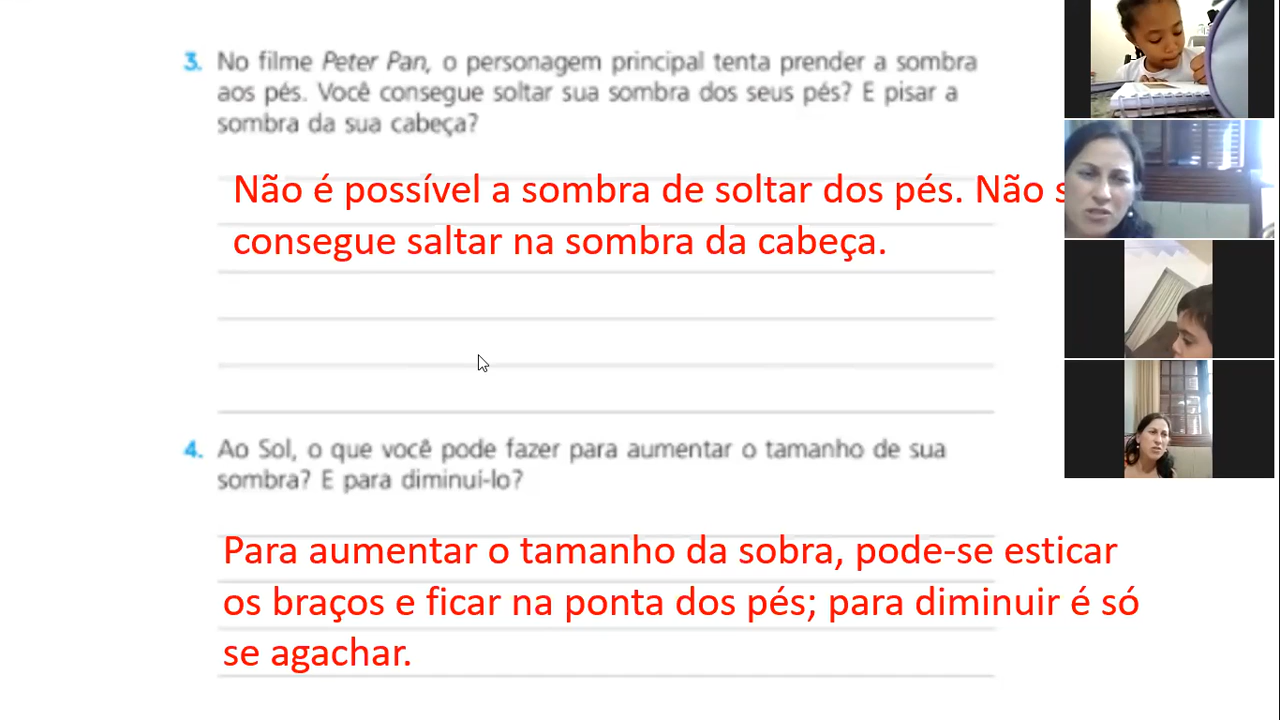 3. No filme Peter Pan, o personagem principal tenta prender a sombra
aos pés. Você consegue soltar sua sombra dos seus pés? E pisar a
sombra da sua cabeça?
Não é possível a sombra de soltar dos pés. Não
consegue saltar na sombra da cabeça.
4. Ao Sol, o que você pode fazer para aumentar o tamanho de sua
sombra? E para diminuí-lo?
Para aumentar o tamanho da sobra, pode-se esticar
os braços e ficar na ponta dos pés; para diminuir é só
se agachar.